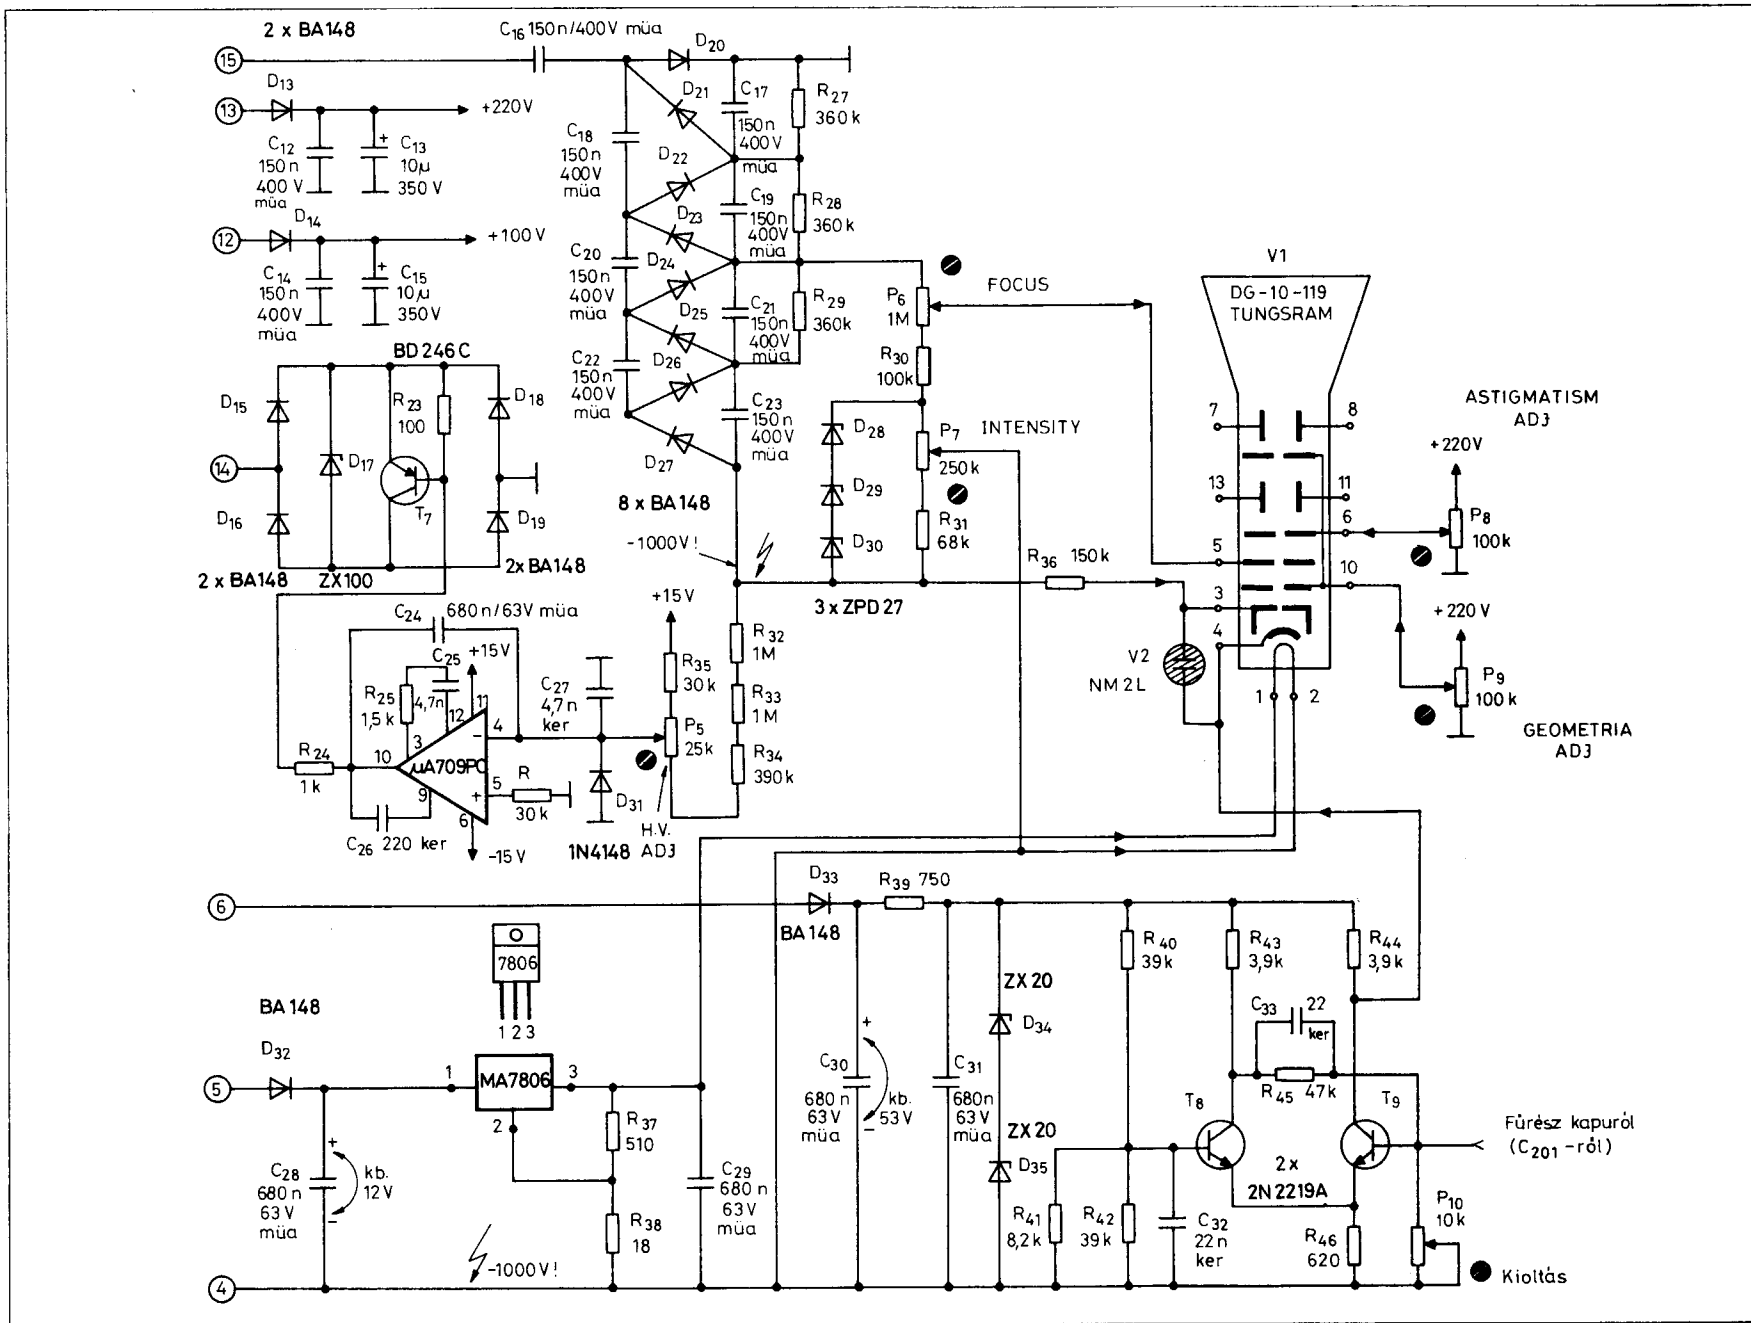 2 x BA148
C16 150n/400V müa
D20
15
D13
13
+220V
C12
150n
400V
müa
C13
10µ
350V
+
D14
12
+100V
C14
150n
400V
müa
C15
10µ
350V
+
D21
C17
150n
400V
müa
R27
360k
C18
150n
400V
müa
D22
D23
C19
150n
400V
müa
R28
360k
C20
150n
400V
müa
D24
D25
C21
150n
400V
müa
R29
360k
C22
150n
400V
müa
D26
C23
150n
400V
müa
D27
8 x BA148
-1000V!
P6
1M
FOCUS
R30
100k
D28
P7
250k
INTENSITY
D29
D30
R31
68k
3 x ZPD27
R36 150k
V1
DG-10-119
TUNGSRAM
7
8
13
11
6
5
10
3
4
1
2
V2
NM2L
ASTIGMATISM
ADJ
+220V
P8
100k
+220V
P9
100k
GEOMETRIA
ADJ
BD246C
D15
R23
100
D18
14
D17
T7
D16
D19
2 x BA148
ZX100
2x BA148
C24
680n/63V müa
C25
4,7n
+15V
R25
1,5k
11
12
3
4
-
10
µA709PC
5
+
9
6
R24
1k
R
30k
C26 220 ker
-15V
C27
4,7n
ker
D31
1N4148
+15V
R35
30k
P5
25k
H.V.
ADJ
R32
1M
R33
1M
R34
390k
6
D33
BA148
R39 750
7806
1 2 3
BA148
D32
5
1
MA7806
3
2
R37
510
R38
18
C28
680n
63V
müa
+
-
kb.
12V
C29
680n
63V
müa
-1000V!
4
C30
680n
63V
müa
+
-
kb.
53V
C31
680n
63V
müa
ZX20
D34
ZX20
D35
R40
39k
R43
3,9k
R44
3,9k
C33
22
ker
R45
47k
T8
T9
2x
2N2219A
R41
8,2k
R42
39k
C32
22n
ker
R46
620
P10
10k
Kioltás
Fűrész kapuról
(C201-ről)